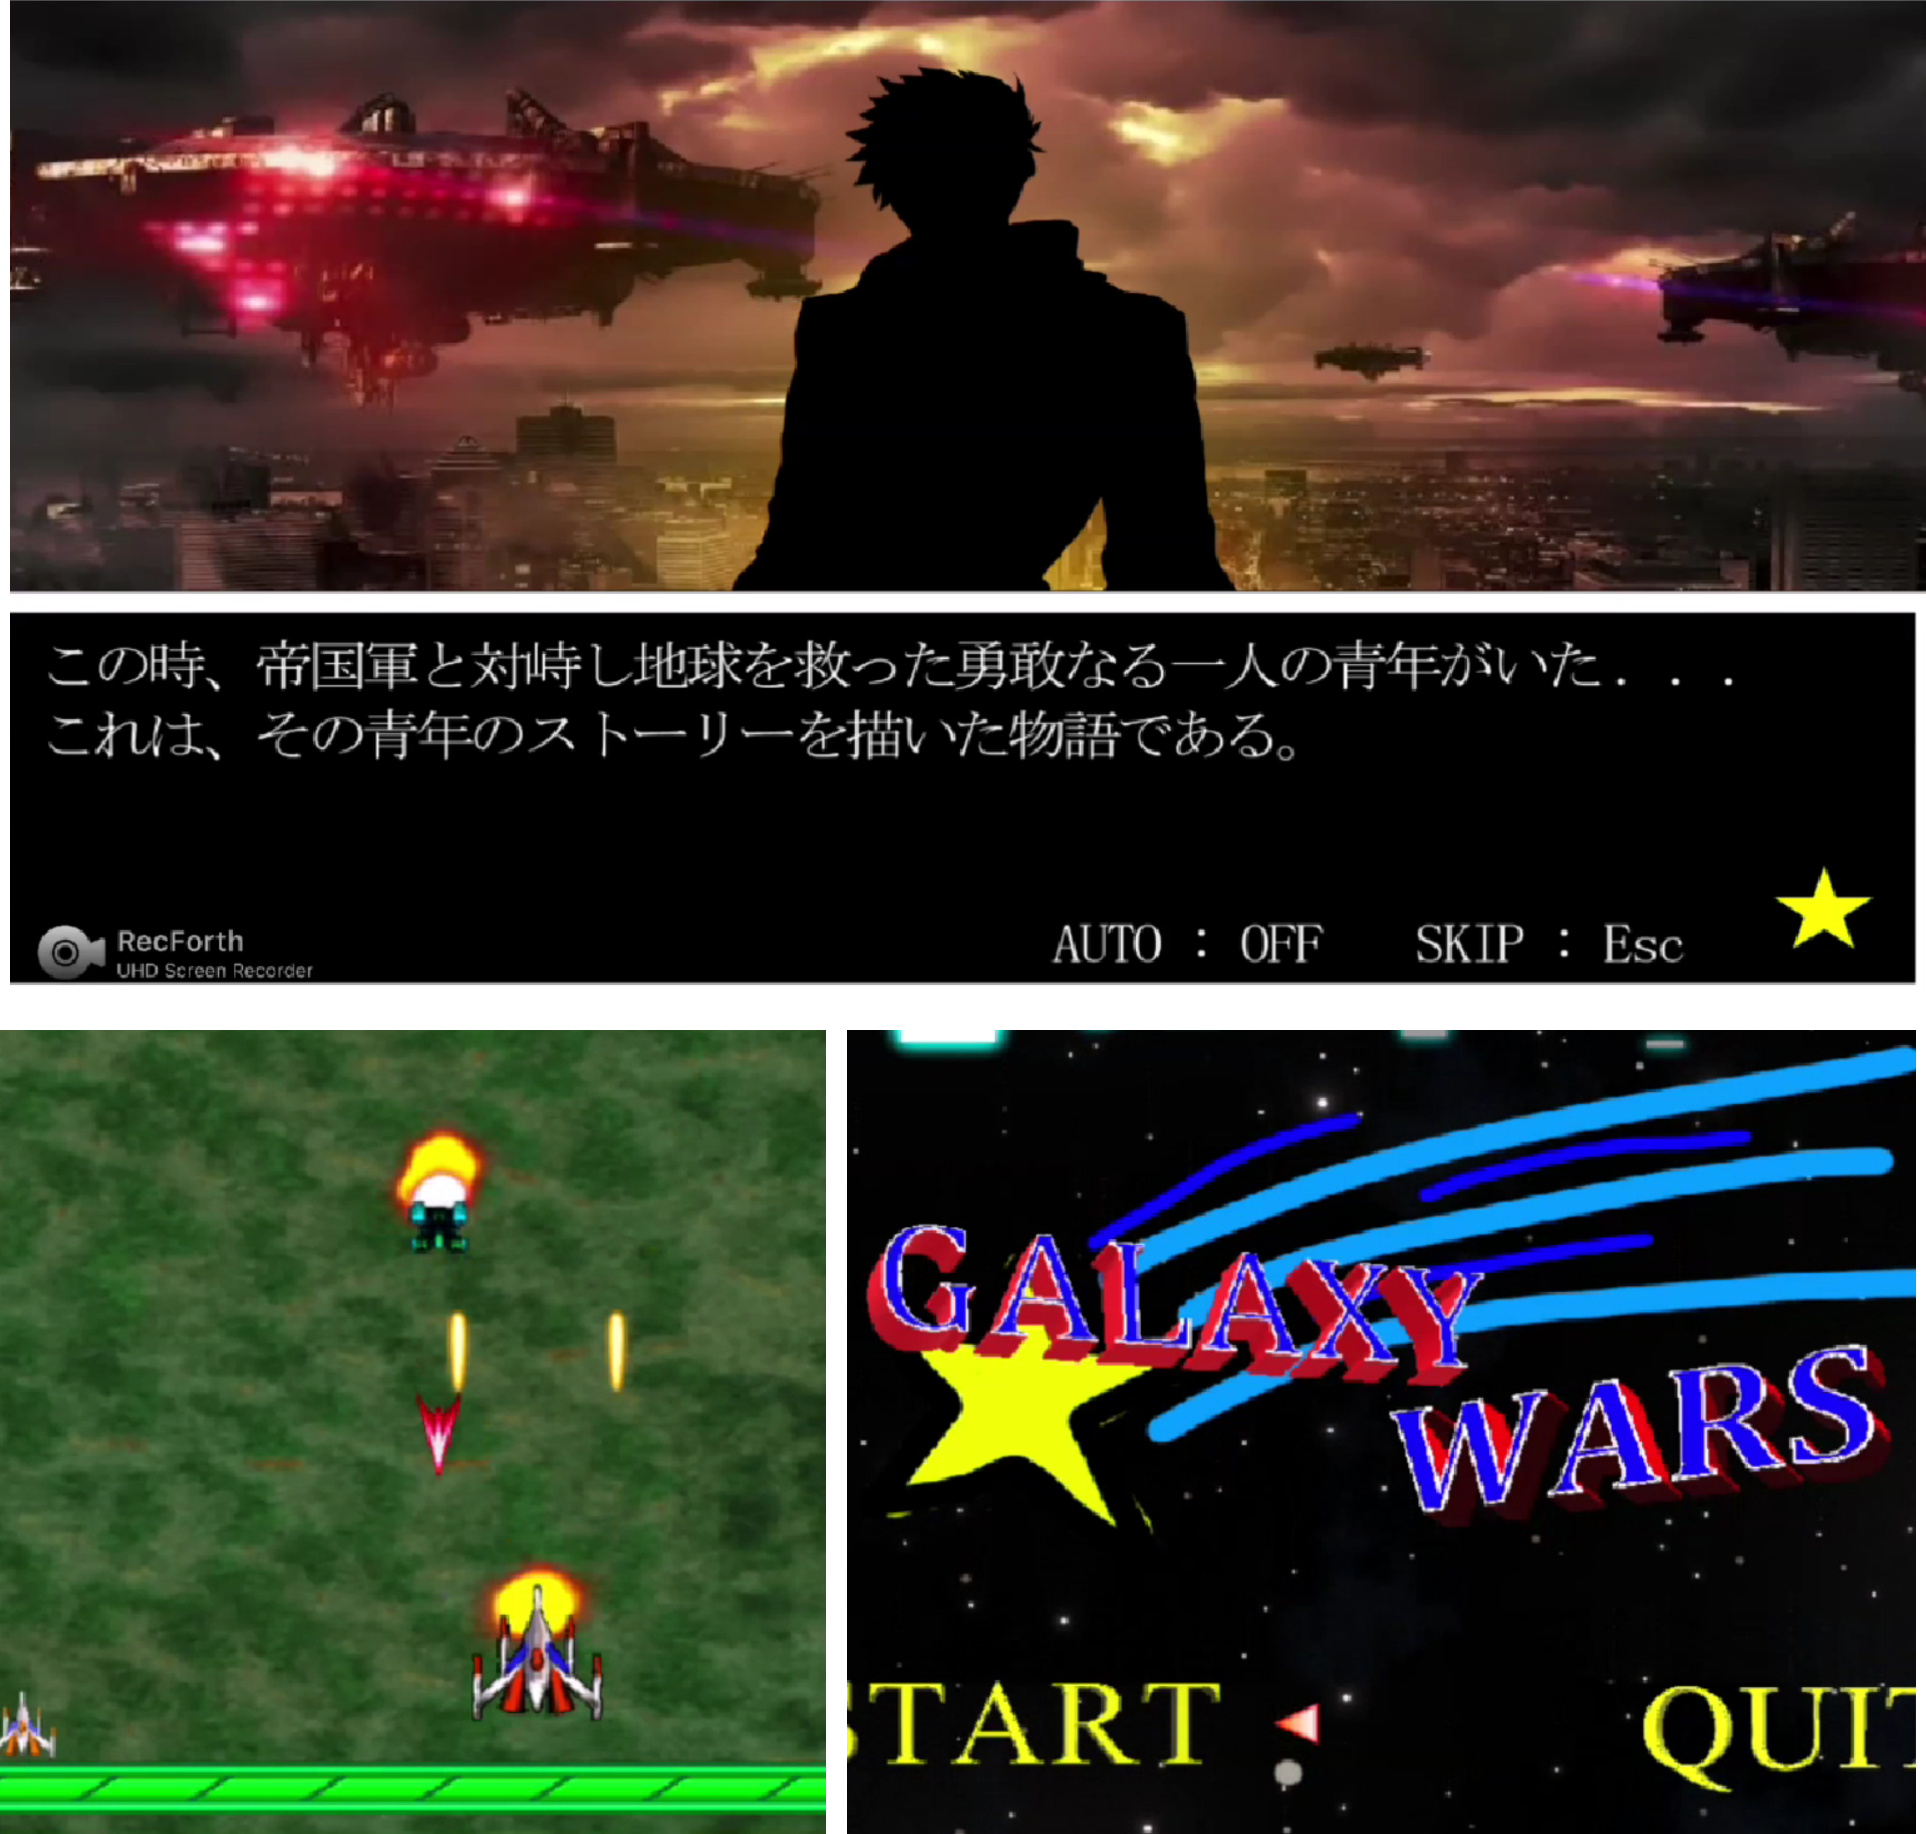 この時、帝国軍と対峙し地球を救った勇敢なる一人の青年がいた．．．
これは、その青年のストーリーを描いた物語である。
RecForth
UHD Screen Recorder
AUTO : OFF SKIP : Esc
GALAXY
WARS
START
QUIT